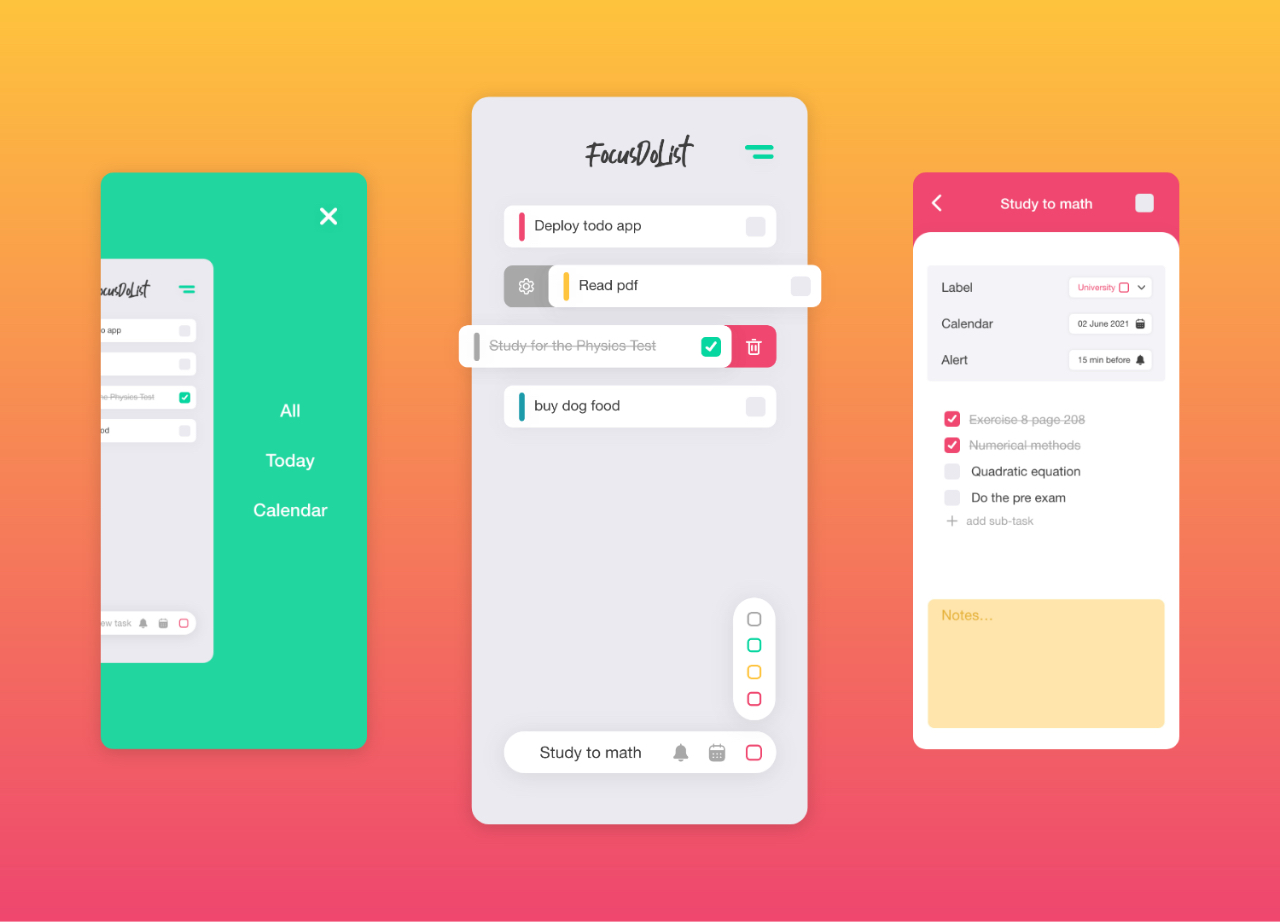 ocusDoList
o app
he Physics Test
od
ew task
All
Today
Calendar
FocusDoList
Deploy todo app
Read pdf
Study for the Physics Test
buy dog food
Study to math
Study to math
Label
University
Calendar
02 June 2021
Alert
15 min before
Exercise 8 page 208
Numerical methods
Quadratic equation
Do the pre exam
add sub-task
Notes...